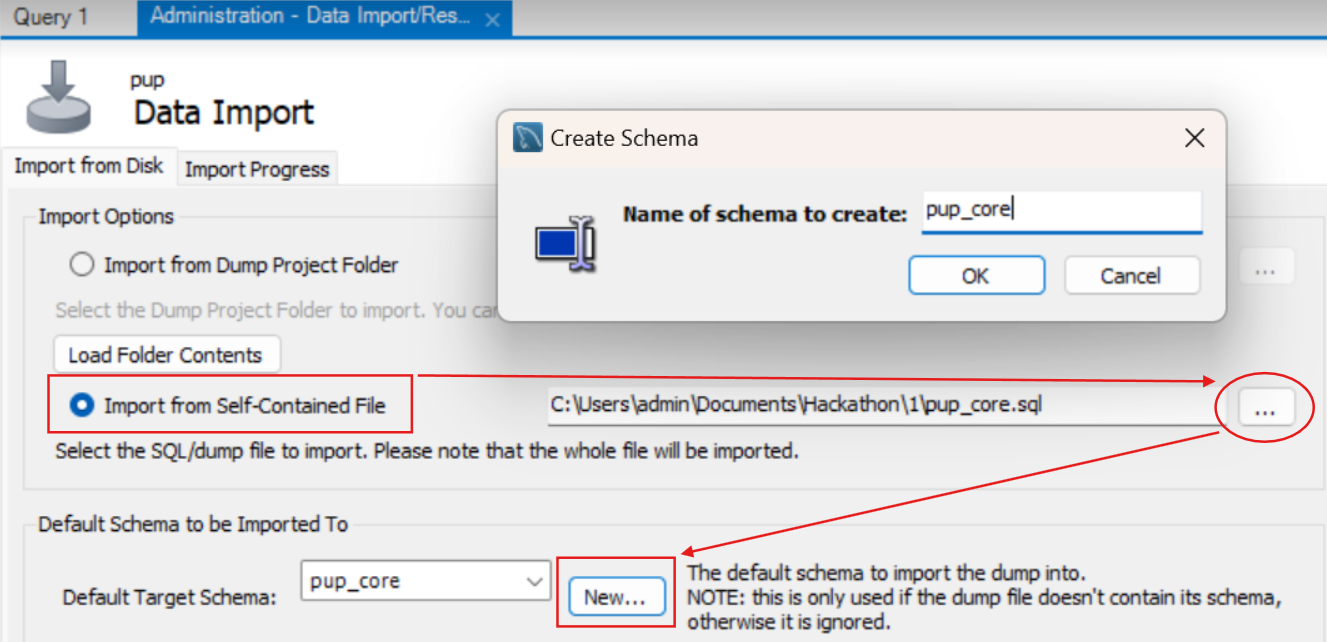 Query 1
Administration - Data Import/Res...
pup
Data Import
Import from Disk
Import Progress
Import Options
Import from Dump Project Folder
...
Select the Dump Project Folder to import. You can
Load Folder Contents
Import from Self-Contained File
C:\Users\admin\Documents\Hackathon\1\pup_core.sql
...
Select the SQL/dump file to import. Please note that the whole file will be imported.
Create Schema
Name of schema to create:
pup_core
OK
Cancel
Default Schema to be Imported To
Default Target Schema:
pup_core
New...
The default schema to import the dump into.
NOTE: this is only used if the dump file doesn't contain its schema,
otherwise it is ignored.